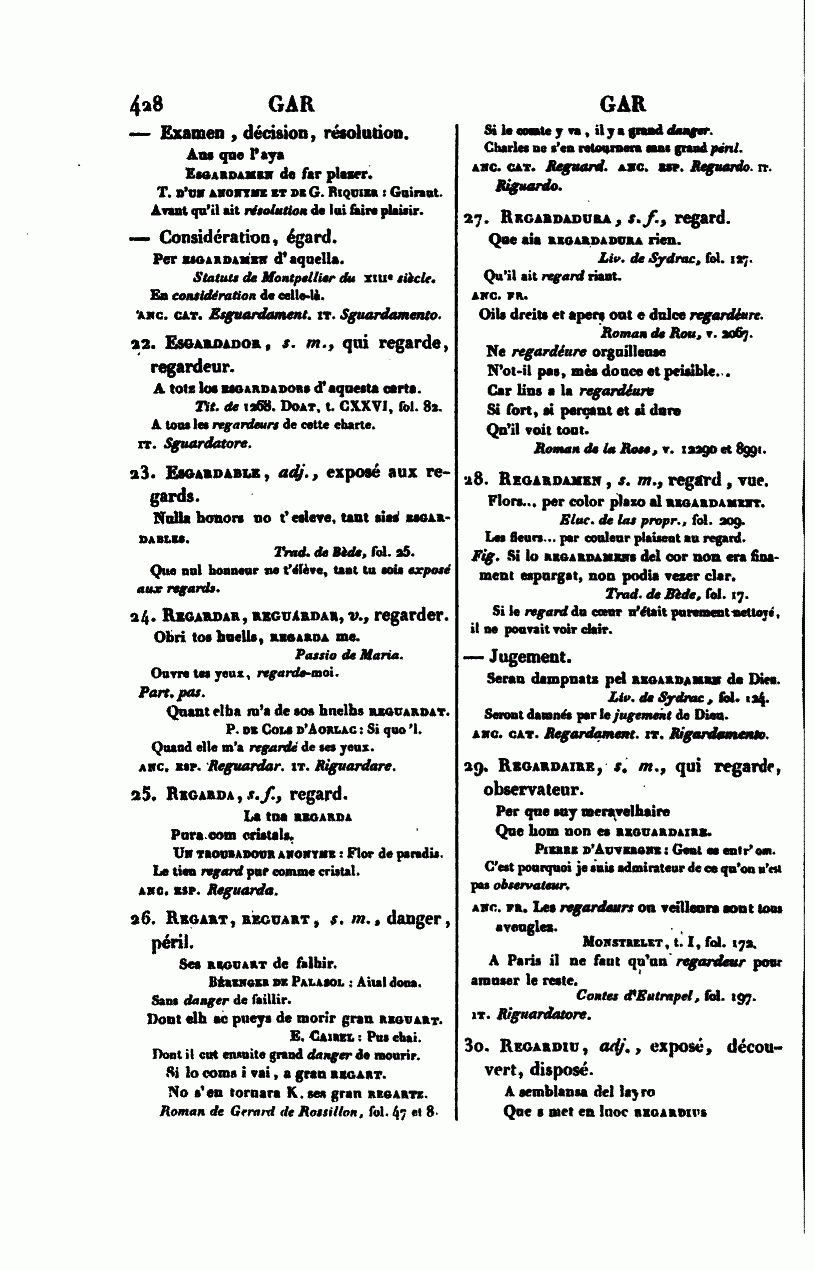 428 GAR GAR
— Examen, décision, résolution.
Ans que l'aya
ESGARDAMEN de far plazer.
T. D'UN ANONYME ET DE G. RIQUIER : Guiraut.
Avant qu'il ait résolution de lui faire plaisir.
— Considération, égard.
Per ESGARDAMEN d'aquella.
Statuts de Montpellier du XIIIe siècle.
En considération de celle-là.
ANC. CAT. Esguardament. IT. Sguardamento.
22. ESGARDADOR, s. m., qui regarde,
regardeur.
A totz los ESGARDADORS d'aquesta carta.
Tit. de 1268. DOAT, t. CXXVI, fol. 82.
A tous les regardeurs de cette charte.
IT. Sguardatore.
23. ESGARDABLE, adj., exposé aux re-
gards.
Nulla honors no t'esleve, tant sias ESGAR-
DABLES.
Trad. de Bède, fol. 25.
Que nul honneur ne t'élève, tant tu sois exposé
aux regards.
24. REGARDAR, REGUARDAR, v., regarder.
Obri tos huells, REGARDA me.
Passio de Maria.
Ouvre tes yeux, regarde-moi.
Part. pas.
Quant elha m'a de sos huelhs REGUARDAT.
P. DE COLS D'AORLAC : Si quo'l.
Quand elle m'a regardé de ses yeux.
ANC. ESP. Reguardar. IT. Riguardare.
25. REGARDA, s. f., regard.
La tua REGARDA
Pura com cristals.
UN TROUBADOUR ANONYME : Flor de paradis.
Le tien regard pur comme cristal.
ANC. ESP. Reguarda.
26. REGART, REGUART, s. m., danger,
péril.
Ses REGUART de falhir.
BÉRENGER DE PALASOL : Aital dona.
Sans danger de faillir.
Dont elh ac pueys de morir gran REGUART.
E. CAIREL : Pus chai.
Dont il eut ensuite grand danger de mourir.
Si lo coms i vai, a gran REGART.
No s'en tornara K. ses gran REGARTZ.
Roman de Gerard de Rossillon, fol. 47 et 8.
Si le comte y va, il y a grand danger.
Charles ne s'en retournera sans grand péril.
ANC. CAT. Reguard. ANC. ESP. Reguardo. IT.
Riguardo.
27. REGARDADURA, s. f., regard.
Que aia REGARDADURA rien.
Liv. de Sydrac, fol. 127.
Qu'il ait regard riant.
ANC. FR.
Oils dreits et aperz out e dulce regardéure.
Roman de Rou, v. 2067.
Ne regardéure orguilleuse
N'ot-il pas, mès douce et peisible...
Car lins a la regardéure
Si fort, si perçant et si dure
Qu'il voit tout.
Roman de la Rose, v. 12290 et 8991.
28. REGARDAMEN, s. m., regard, vue.
Flors... per color plazo al REGARDAMENT.
Eluc. de las propr., fol. 209.
Les fleurs... par couleur plaisent au regard.
Fig. Si lo REGARDAMENS del cor non era fina-
ment espurgat, non podia vezer clar.
Trad. de Bède, fol. 17.
Si le regard du cœur n'était purement nettoyé,
il ne pouvait voir clair.
— Jugement.
Seran dampnatz pel REGARDAMEN de Dieu.
Liv. de Sydrac, fol. 124.
Seront damnés par le jugement de Dieu.
ANC. CAT. Regardament. IT. Rigardamento.
29. REGARDAIRE, s. m., qui regarde,
observateur.
Per que suy meravelhaire
Que hom non es REGUARDAIRE.
PIERRE D'AUVERGNE : Gent es entr'om.
C'est pourquoi je suis admirateur de ce qu'on n'est
pas observateur.
ANC. FR. Les regardeurs ou veilleurs sont tous
aveugles.
MONSTRELET, t. I, fol. 172.
A Paris il ne faut qu'un regardeur pour
amuser le reste.
Contes d'Eutrapel, fol. 197.
IT. Riguardatore.
30. REGARDIU, adj., exposé, décou-
vert, disposé.
A semblansa del layro
Que s met en luoc REGARDIUS